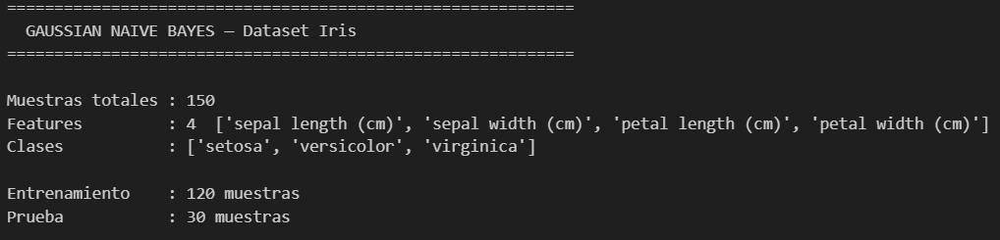 ============================================================
GAUSSIAN NAIVE BAYES — Dataset Iris
============================================================
Muestras totales : 150
Features         : 4  ['sepal length (cm)', 'sepal width (cm)', 'petal length (cm)', 'petal width (cm)']
Clases           : ['setosa', 'versicolor', 'virginica']
Entrenamiento    : 120 muestras
Prueba           : 30 muestras